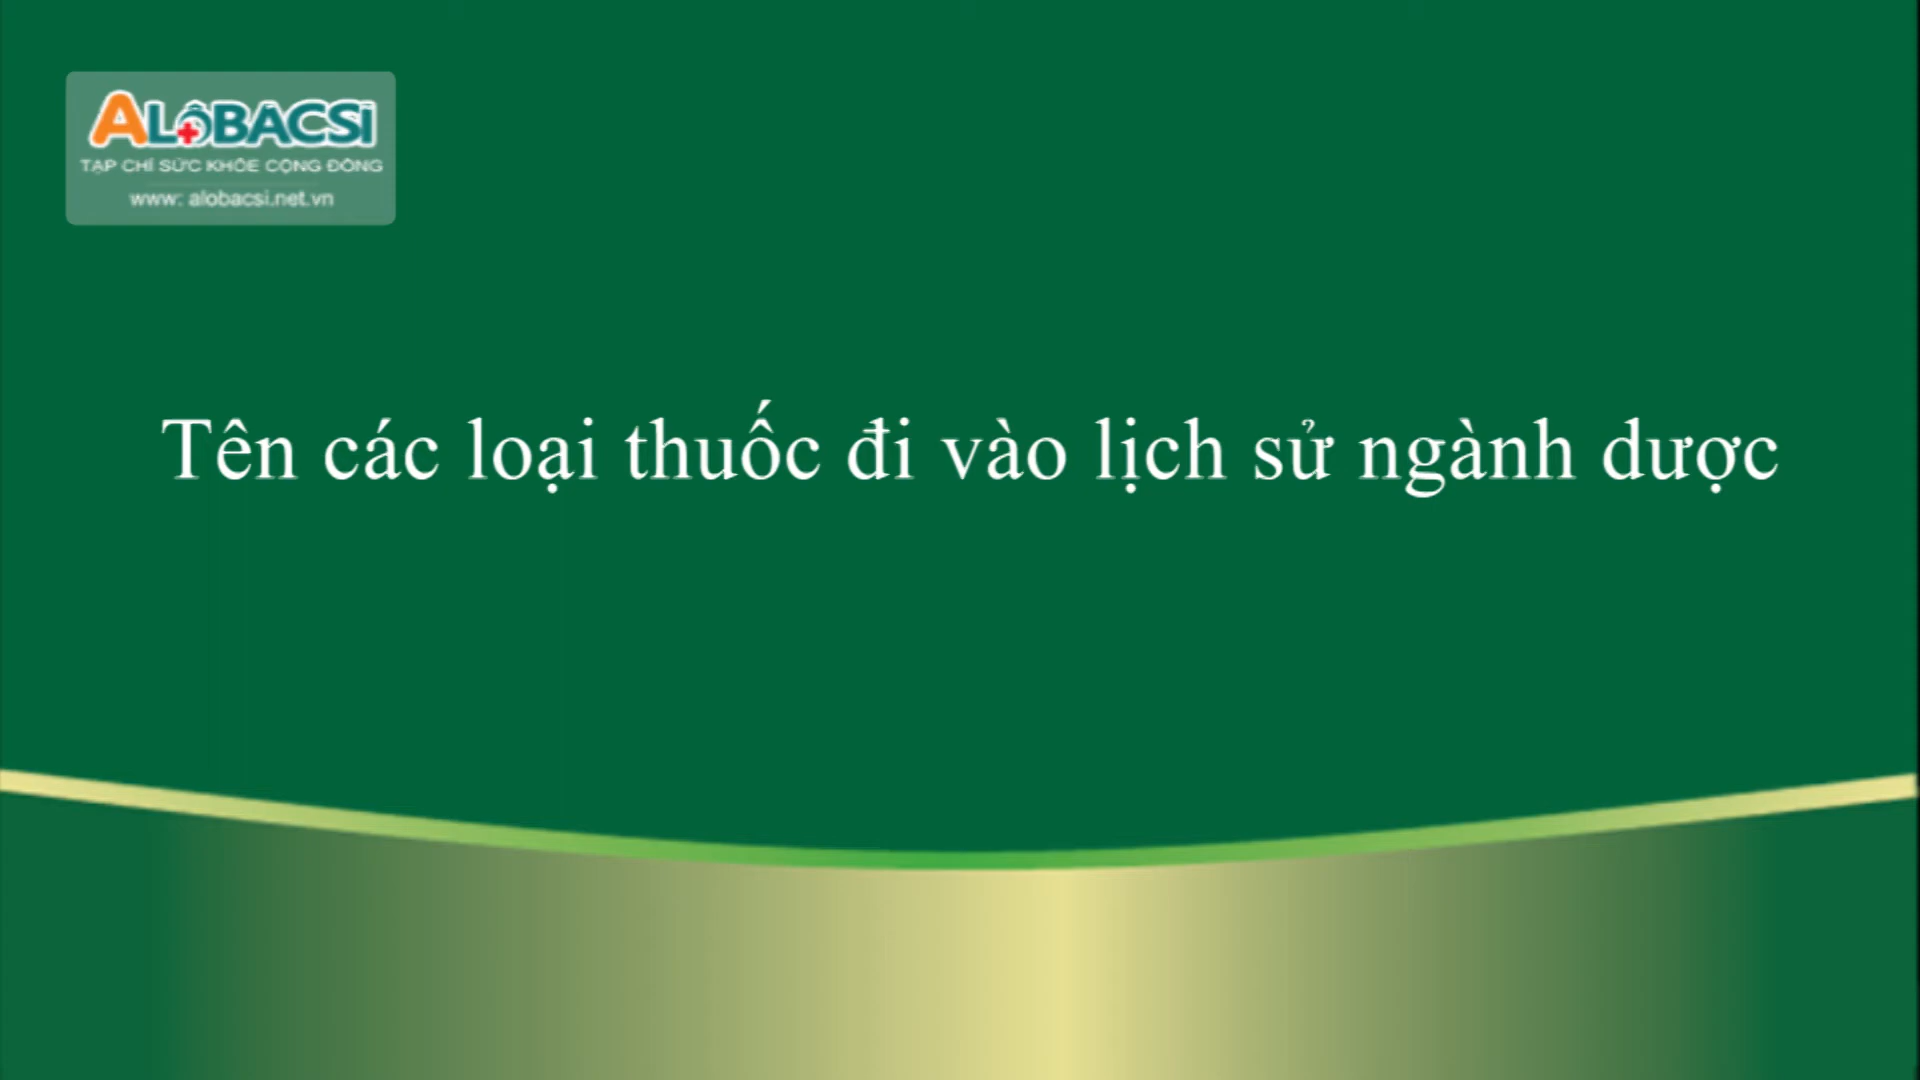 ALOBACSI
TẠP CHÍ SỨC KHỎE CỘNG ĐỒNG
www: alobacsi.net.vn
Tên các loại thuốc đi vào lịch sử ngành dược